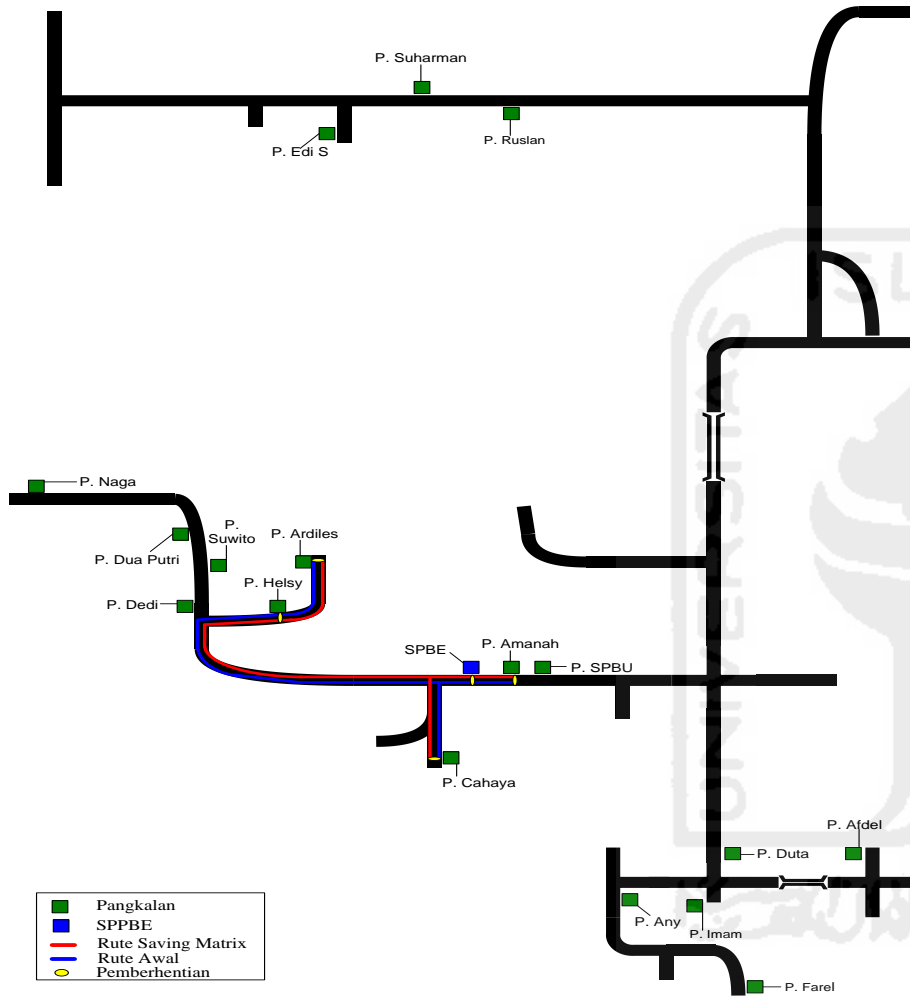 P. Suharman
P. Edi S
P. Ruslan
P. Naga
P.
Suwito
P. Ardiles
P. Dua Putri
P. Helsy
P. Dedi
SPBE
P. Amanah
P. SPBU
P. Cahaya
P. Afdel
P. Duta
P. Any
P. Imam
P. Farel
Pangkalan
SPPBE
Rute Saving Matrix
Rute Awal
Pemberhentian
UNIVERSITAS